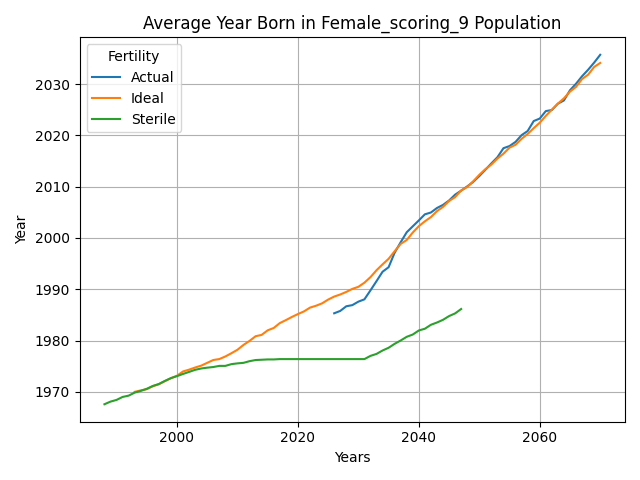 Average Year Born in Female_scoring_9 Population
Fertility
Actual
Ideal
Sterile
Year
2030
2020
2010
2000
1990
1980
1970
2000
2020
2040
2060
Years